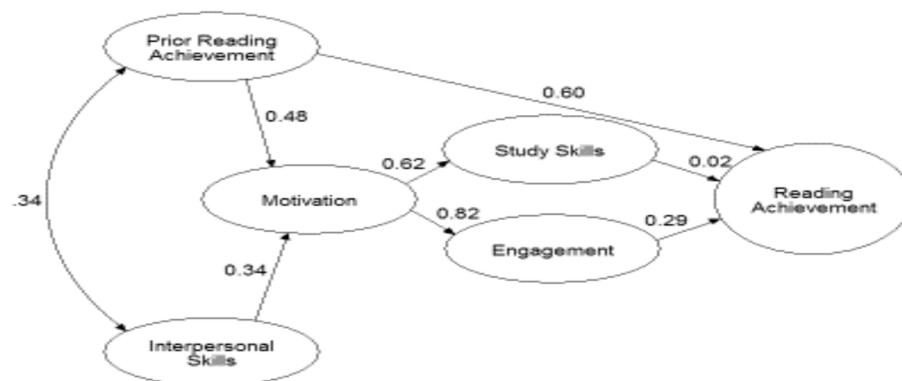 Prior Reading
Achievement
0.60
0.48
Study Skills
0.62
0.02
.34
Motivation
Reading
Achievement
0.82
0.29
Engagement
0.34
Interpersonal
Skills